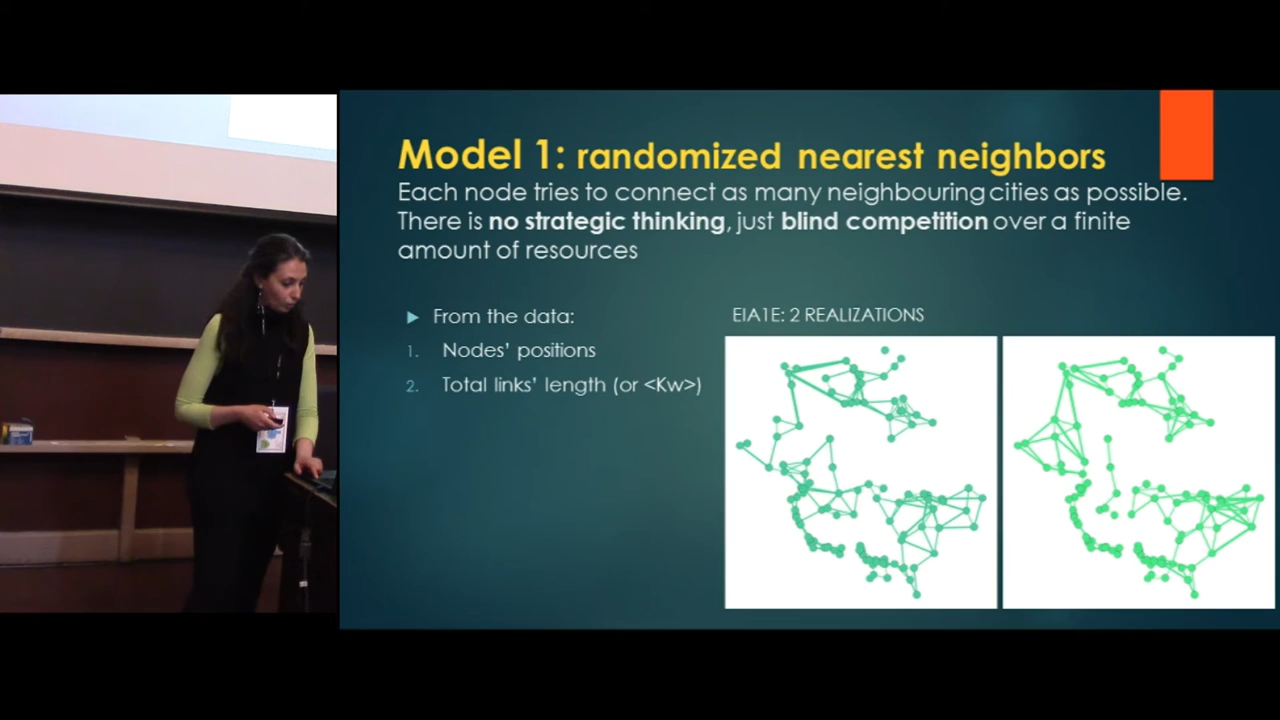 Model 1: randomized nearest neighbors
Each node tries to connect as many neighbouring cities as possible.
There is no strategic thinking, just blind competition over a finite
amount of resources
From the data:
1. Nodes' positions
2. Total links' length (or <Kw>)
EIA1E: 2 REALIZATIONS